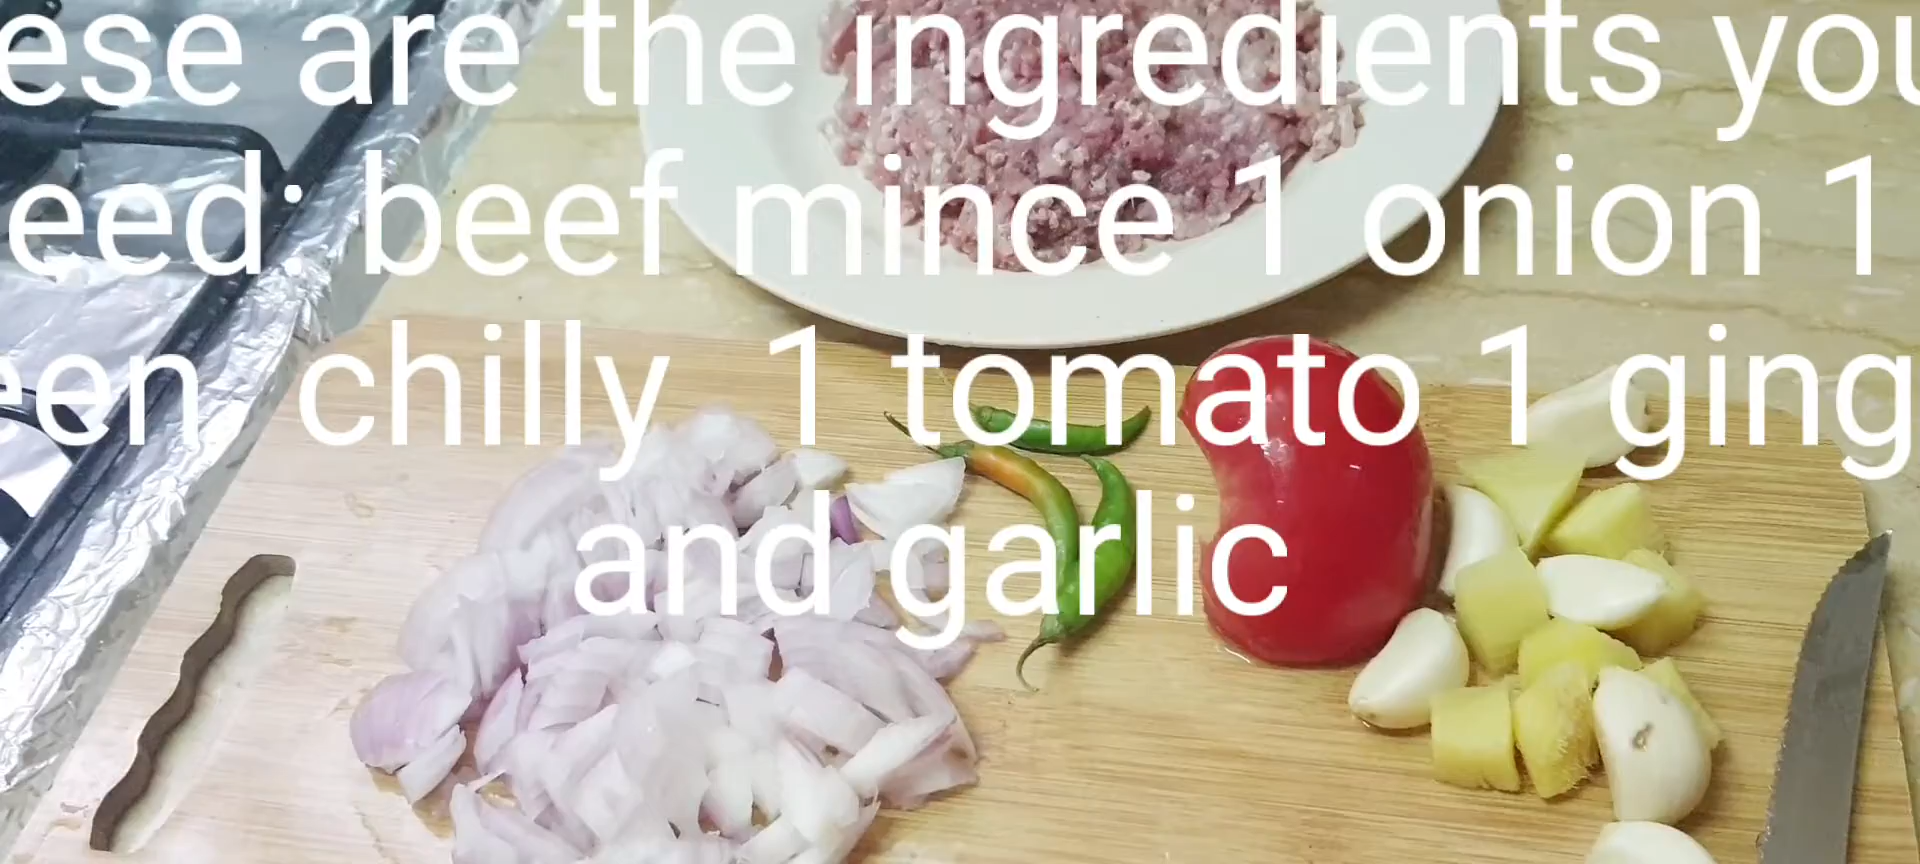 ese are the ingredients you
eed: beef mince 1 onion 1
een chilly 1 tomato 1 ging
and garlic